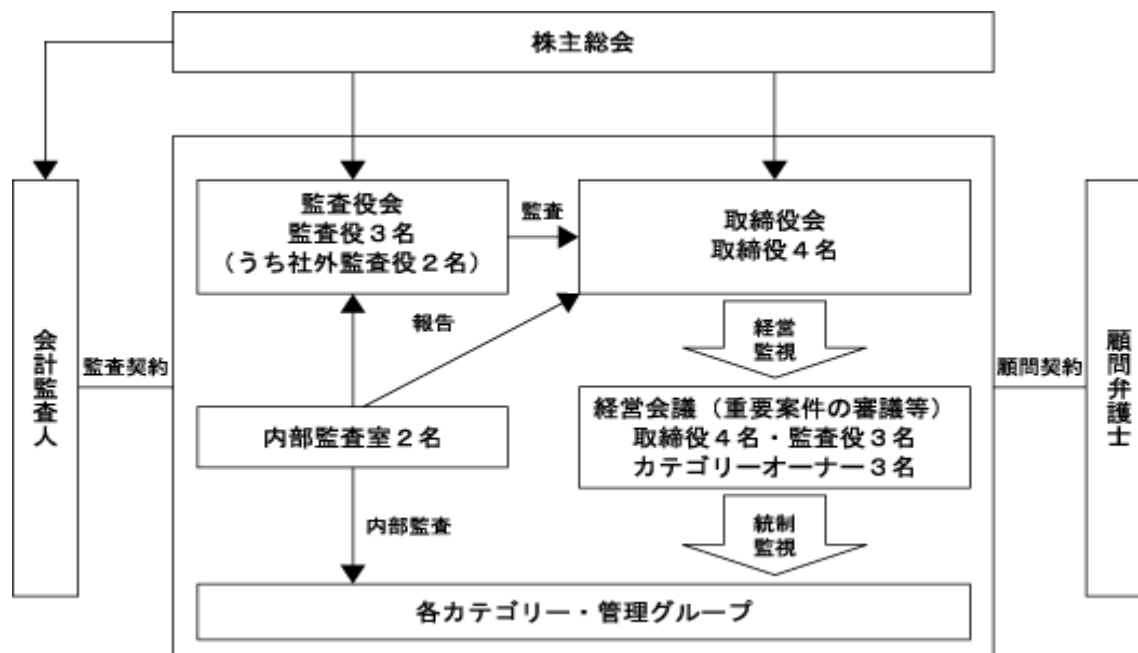 株主総会
監査役会
監査役３名
（うち社外監査役２名）
監査
取締役会
取締役４名
報告
経営
監視
会計監査人
監査契約
顧問契約
顧問弁護士
内部監査室２名
経営会議（重要案件の審議等）
取締役４名・監査役３名
カテゴリーオーナー３名
内部監査
統制
監視
各カテゴリー・管理グループ